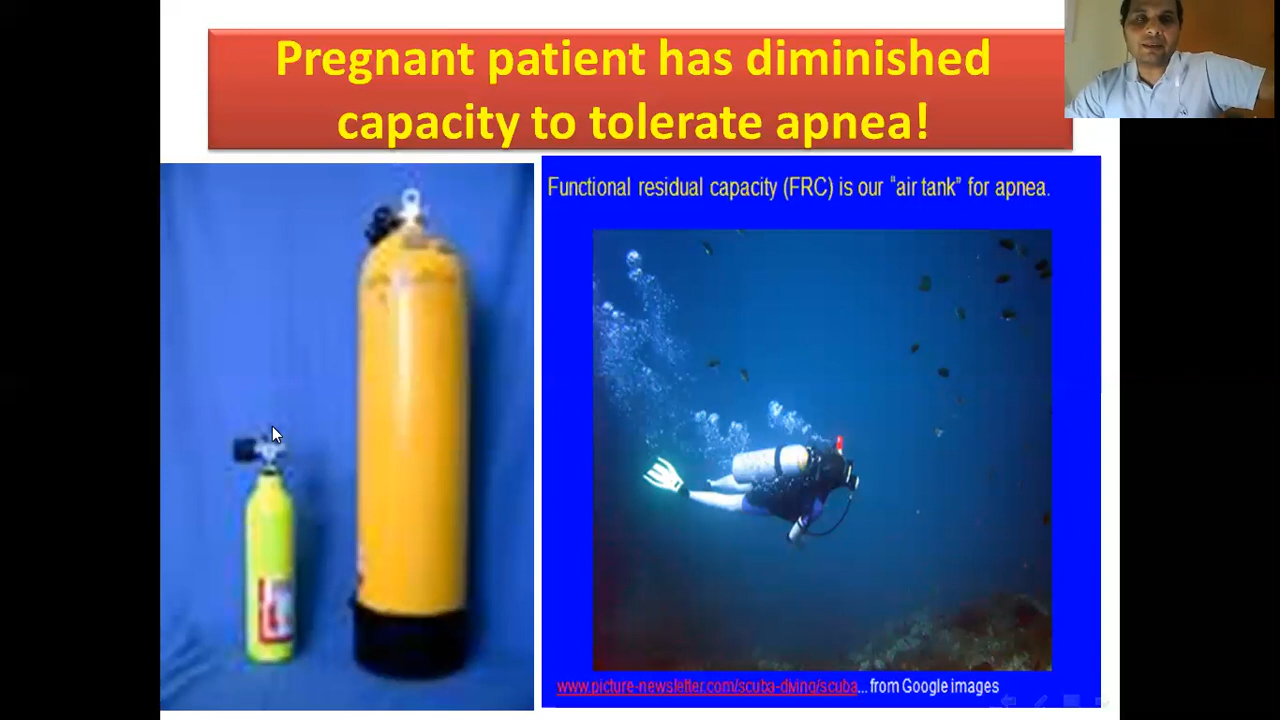 Pregnant patient has diminished
capacity to tolerate apnea!
Functional residual capacity (FRC) is our “air tank” for apnea.
www.picture-newsletter.com/scuba-diving/scuba... from Google images